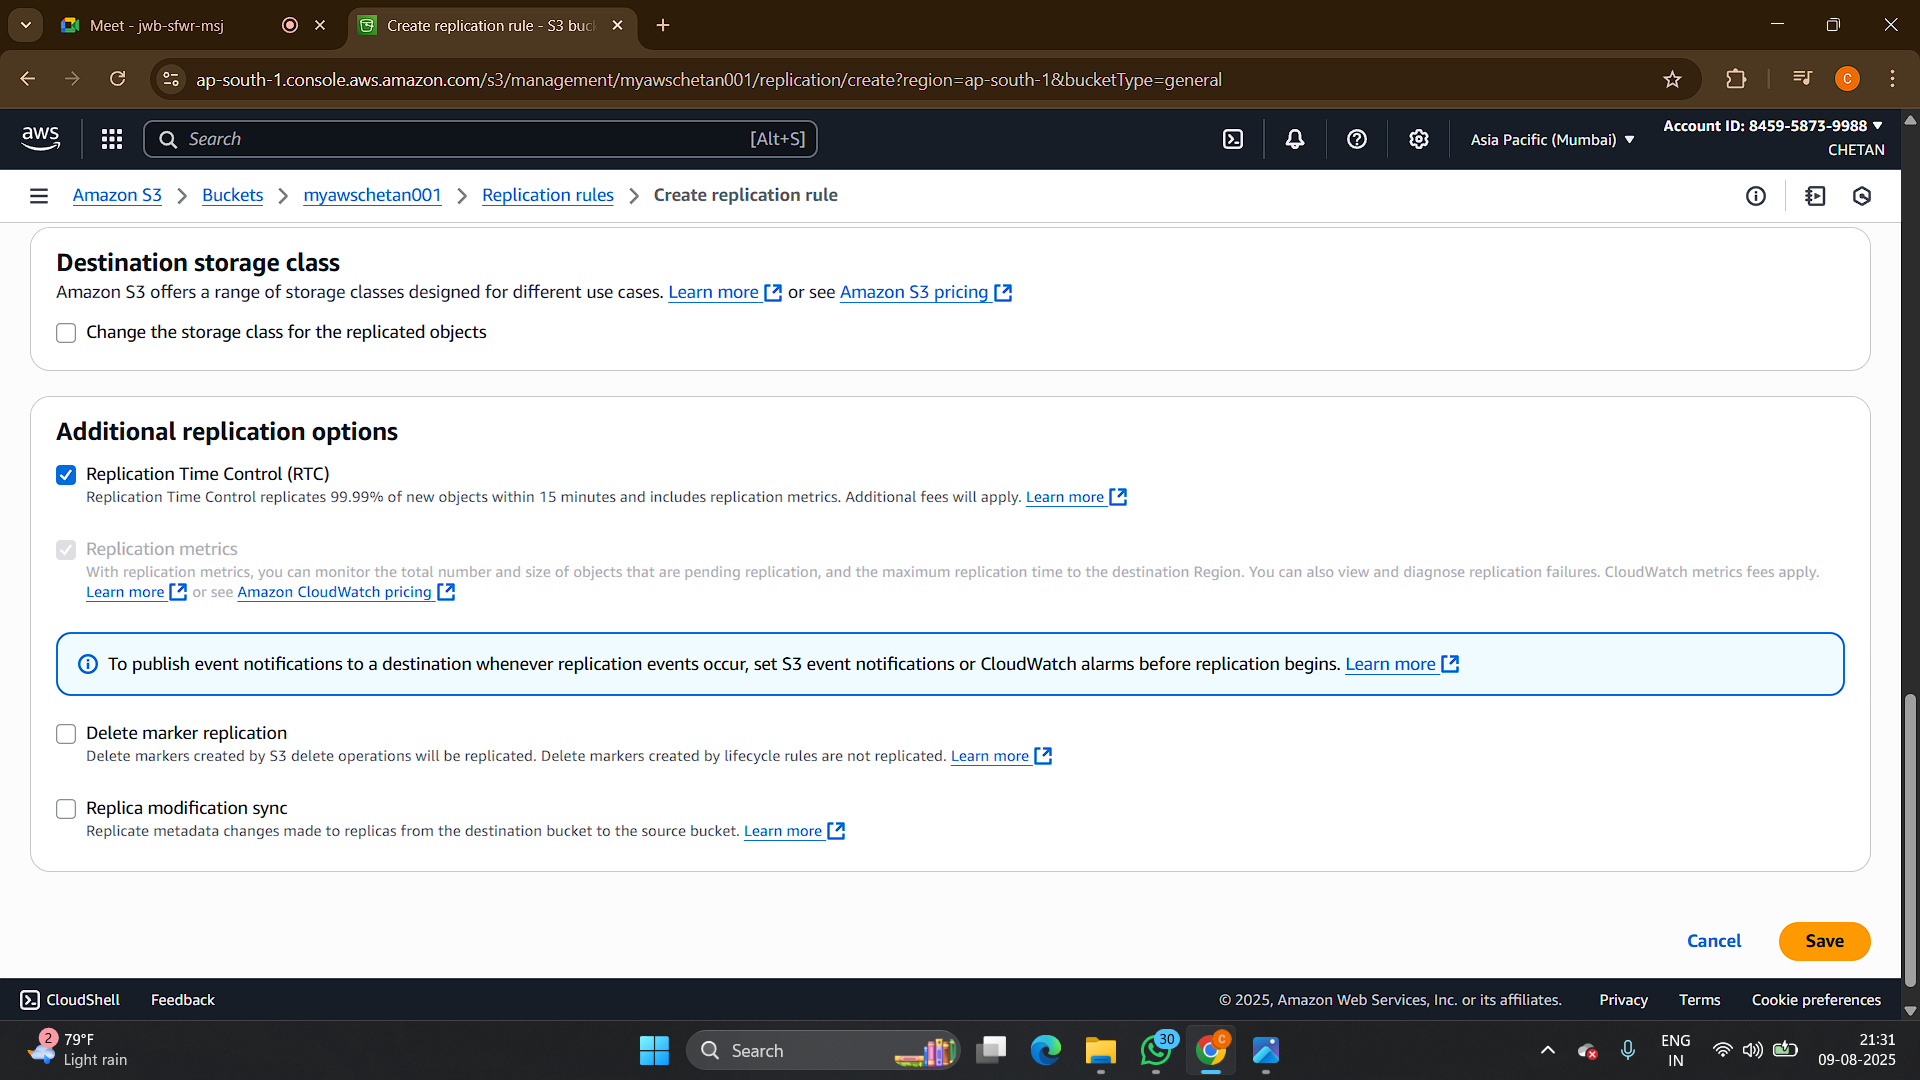 Meet - jwb-sfwr-msj
Create replication rule - S3 buc
ap-south-1.console.aws.amazon.com/s3/management/myawschetan001/replication/create?region=ap-south-1&bucketType=general
C
aws
Search
[Alt+S]
Asia Pacific (Mumbai)
Account ID: 8459-5873-9988
CHETAN
Amazon S3
Buckets
myawschetan001
Replication rules
Create replication rule
Destination storage class
Amazon S3 offers a range of storage classes designed for different use cases. Learn more or see Amazon S3 pricing
Change the storage class for the replicated objects
Additional replication options
Replication Time Control (RTC)
Replication Time Control replicates 99.99% of new objects within 15 minutes and includes replication metrics. Additional fees will apply. Learn more
Replication metrics
With replication metrics, you can monitor the total number and size of objects that are pending replication, and the maximum replication time to the destination Region. You can also view and diagnose replication failures. CloudWatch metrics fees apply.
Learn more or see Amazon CloudWatch pricing
To publish event notifications to a destination whenever replication events occur, set S3 event notifications or CloudWatch alarms before replication begins. Learn more
Delete marker replication
Delete markers created by S3 delete operations will be replicated. Delete markers created by lifecycle rules are not replicated. Learn more
Replica modification sync
Replicate metadata changes made to replicas from the destination bucket to the source bucket. Learn more
Cancel
Save
CloudShell
Feedback
© 2025, Amazon Web Services, Inc. or its affiliates.
Privacy
Terms
Cookie preferences
2
79°F
Light rain
Search
30
C
ENG
IN
21:31
09-08-2025